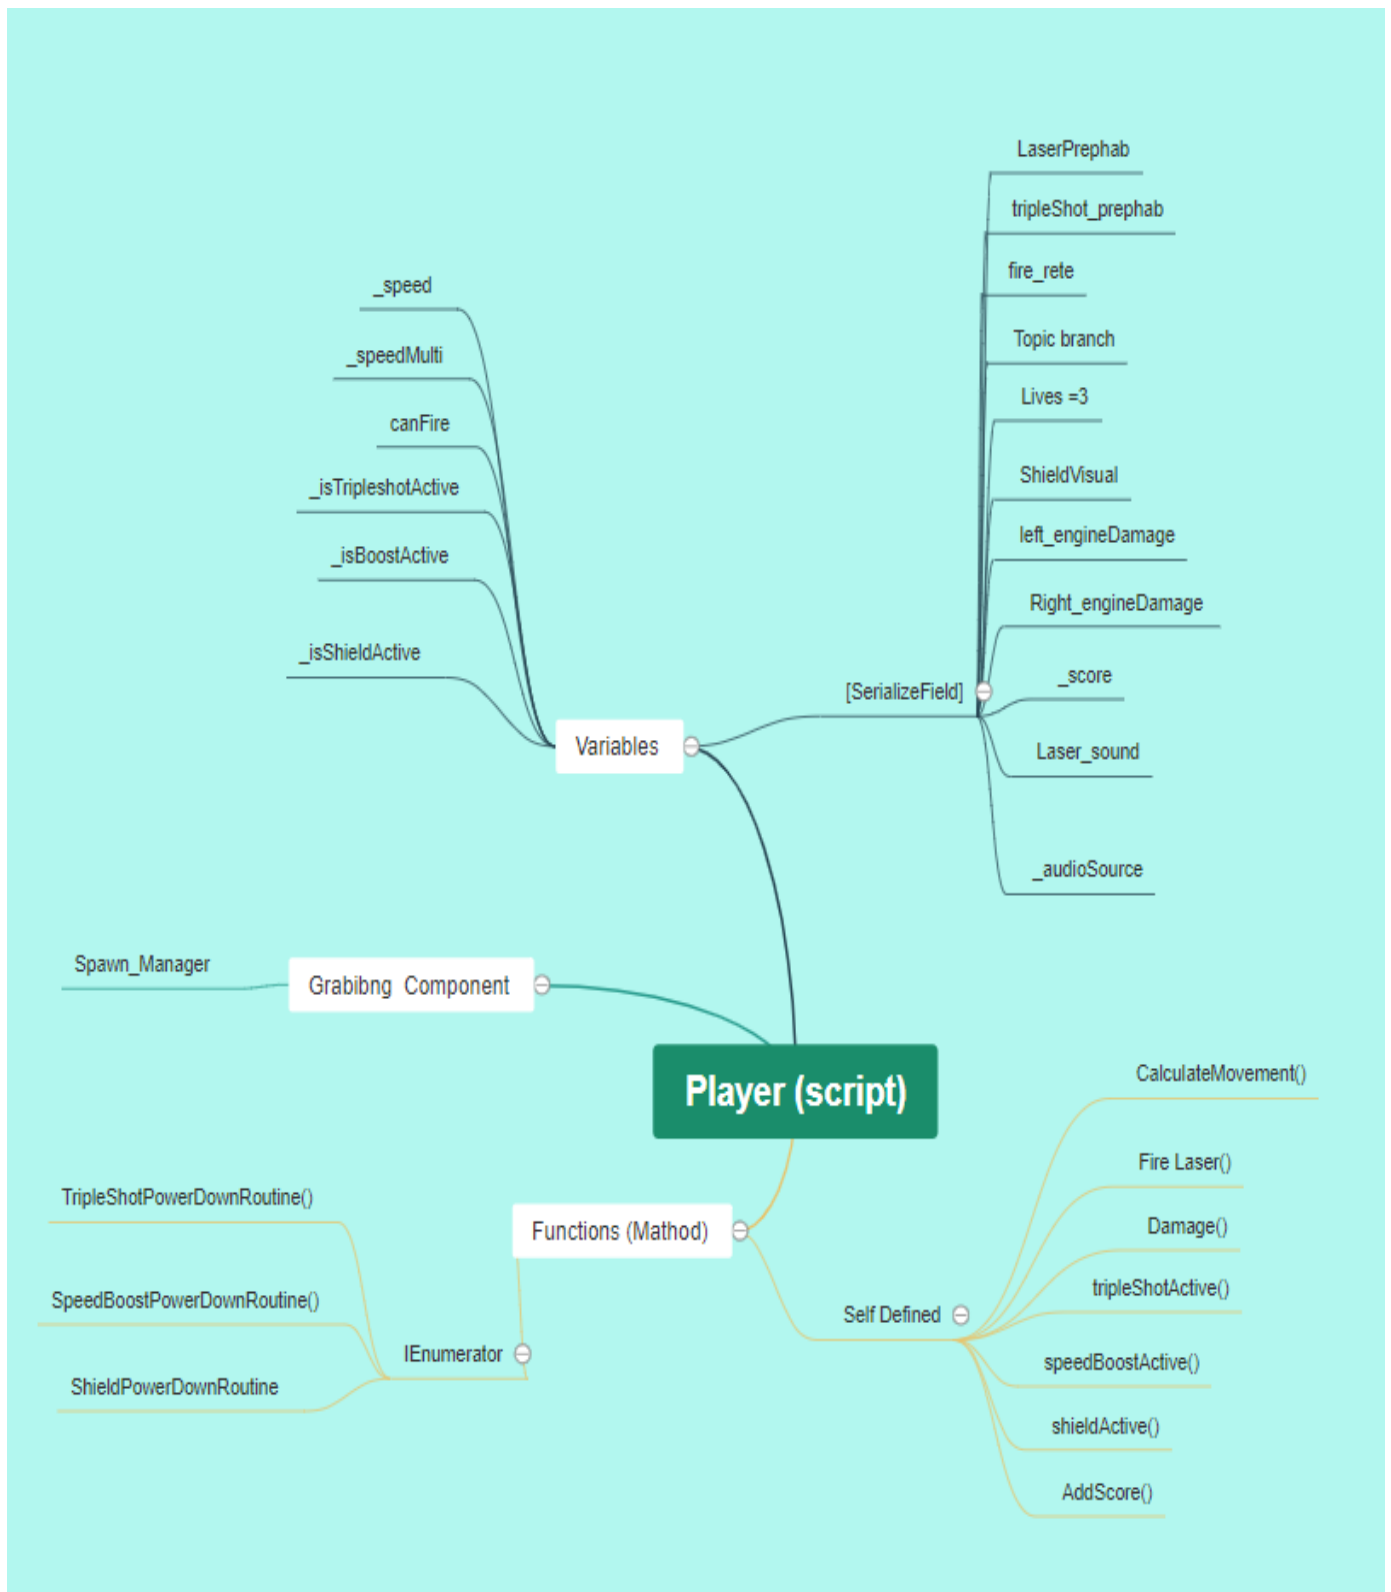 LaserPrephab
tripleShot_prephab
fire_rete
Topic branch
Lives =3
ShieldVisual
left_engineDamage
Right_engineDamage
_score
Laser_sound
_audioSource
[SerializeField]
_speed
_speedMulti
canFire
_isTripleshotActive
_isBoostActive
_isShieldActive
Variables
Spawn_Manager
Grabibng  Component
Player (script)
Functions (Mathod)
TripleShotPowerDownRoutine()
SpeedBoostPowerDownRoutine()
ShieldPowerDownRoutine
IEnumerator
Self Defined
CalculateMovement()
Fire Laser()
Damage()
tripleShotActive()
speedBoostActive()
shieldActive()
AddScore()